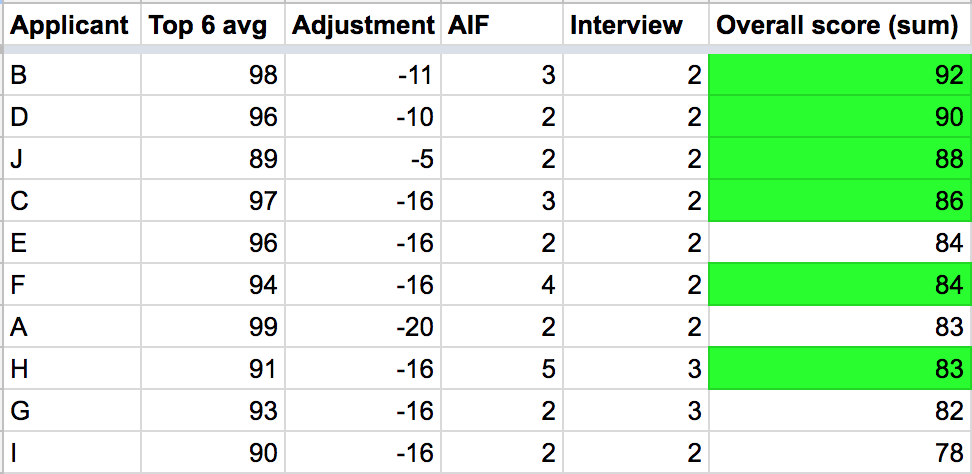 Applicant Top 6 avg Adjustment AIF Interview Overall score (sum)
B 98 -11 3 2 92
D 96 -10 2 2 90
J 89 -5 2 2 88
C 97 -16 3 2 86
E 96 -16 2 2 84
F 94 -16 4 2 84
A 99 -20 2 2 83
H 91 -16 5 3 83
G 93 -16 2 3 82
I 90 -16 2 2 78